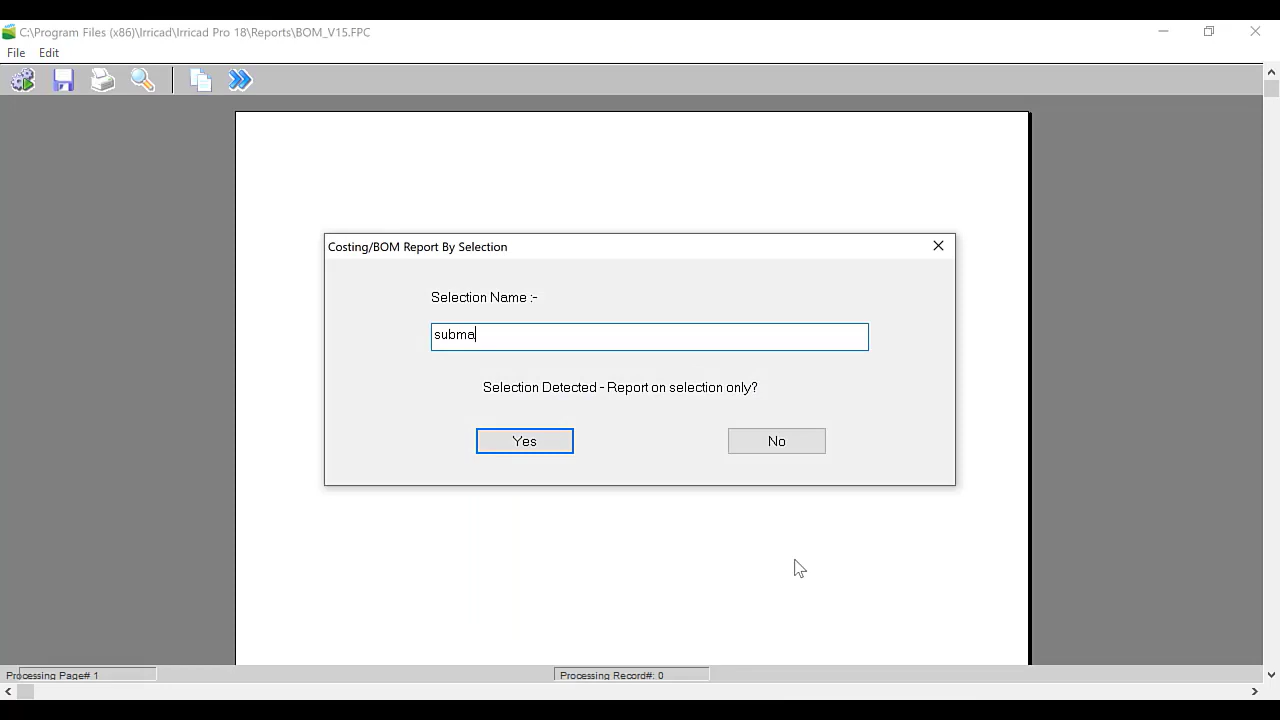 C:\Program Files (x86)\Irricad\Irricad Pro 18\Reports\BOM_V15.FPC
File Edit
Costing/BOM Report By Selection
Selection Name :-
subma
Selection Detected - Report on selection only?
Yes No
Processing Page# 1 Processing Record#: 0